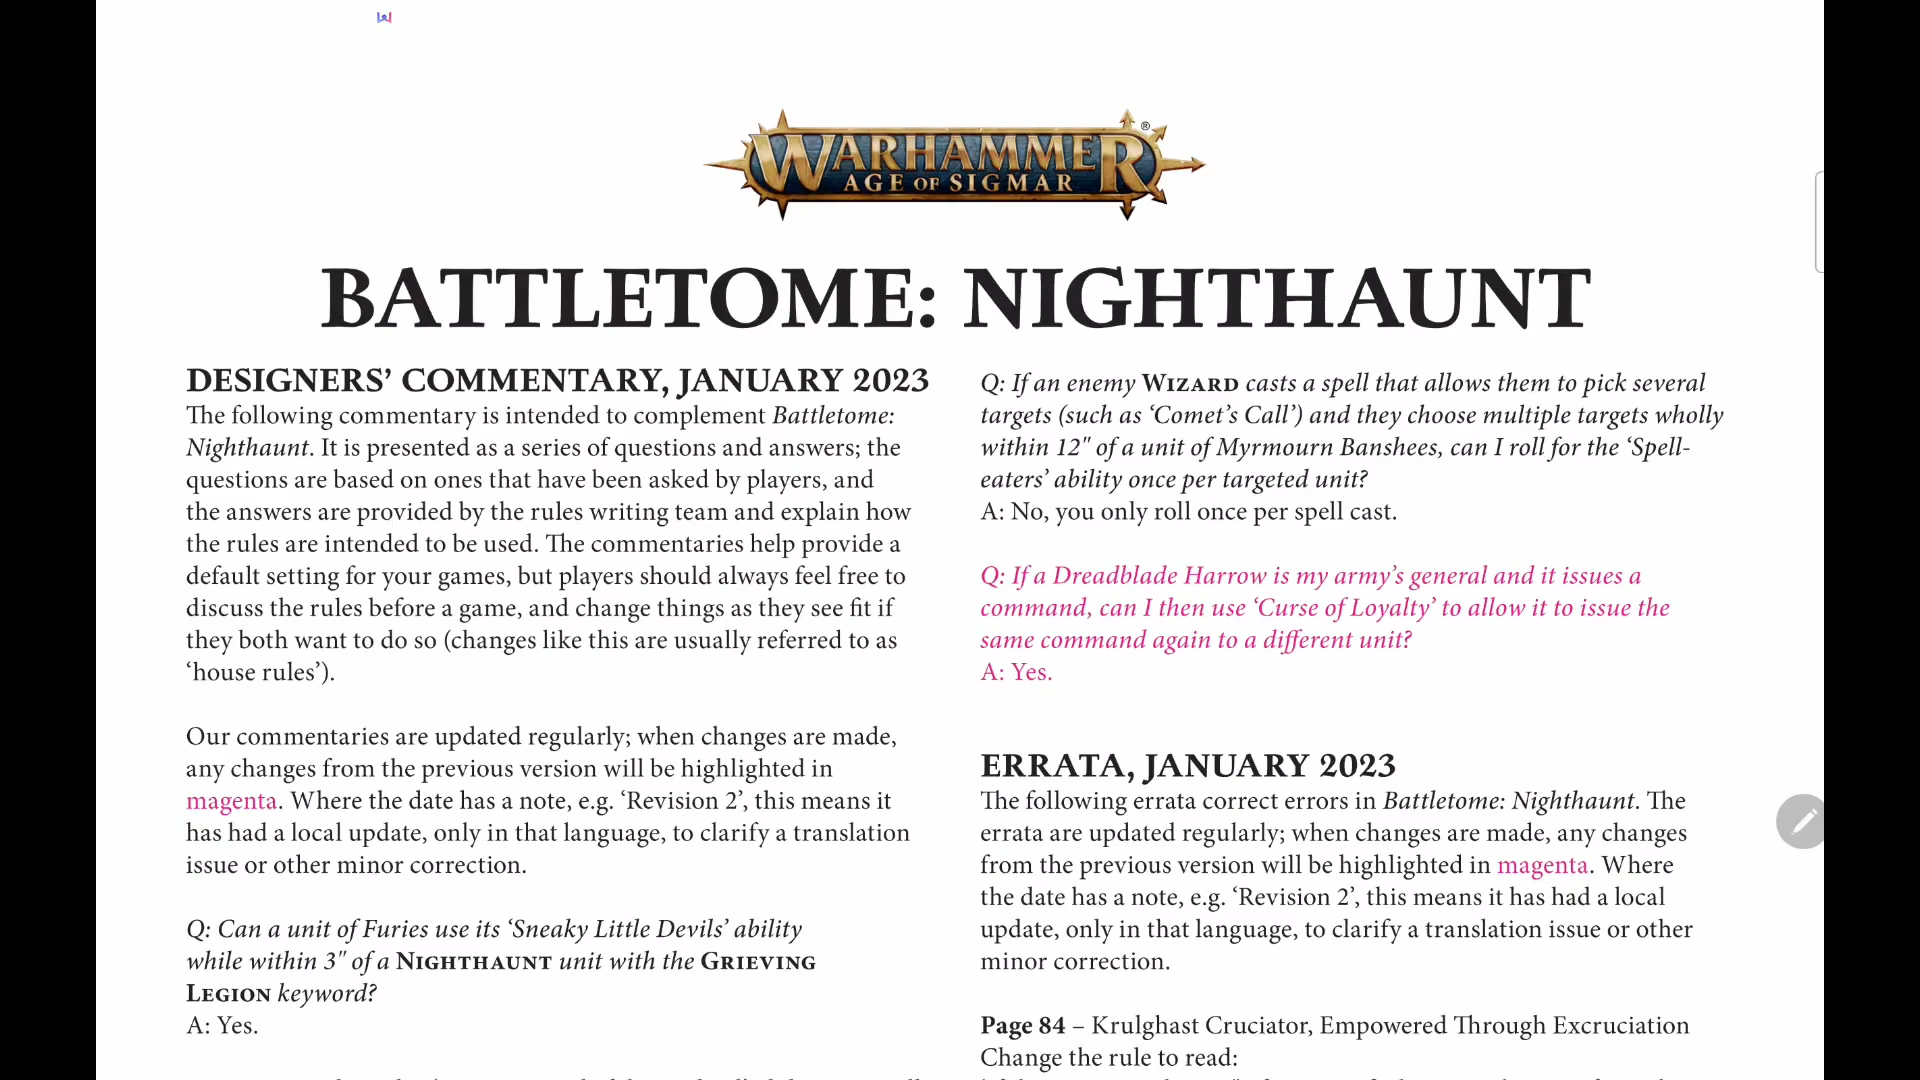 WARHAMMER®
AGE OF SIGMAR
BATTLETOME: NIGHTHAUNT
DESIGNERS’ COMMENTARY, JANUARY 2023
The following commentary is intended to complement Battletome:
Nighthaunt. It is presented as a series of questions and answers; the
questions are based on ones that have been asked by players, and
the answers are provided by the rules writing team and explain how
the rules are intended to be used. The commentaries help provide a
default setting for your games, but players should always feel free to
discuss the rules before a game, and change things as they see fit if
they both want to do so (changes like this are usually referred to as
‘house rules’).
Our commentaries are updated regularly; when changes are made,
any changes from the previous version will be highlighted in
magenta. Where the date has a note, e.g. ‘Revision 2’, this means it
has had a local update, only in that language, to clarify a translation
issue or other minor correction.
Q: Can a unit of Furies use its ‘Sneaky Little Devils’ ability
while within 3" of a NIGHTHAUNT unit with the GRIEVING
LEGION keyword?
A: Yes.
Q: If an enemy WIZARD casts a spell that allows them to pick several
targets (such as ‘Comet’s Call’) and they choose multiple targets wholly
within 12" of a unit of Myrmourn Banshees, can I roll for the ‘Spell-
eaters’ ability once per targeted unit?
A: No, you only roll once per spell cast.
Q: If a Dreadblade Harrow is my army’s general and it issues a
command, can I then use ‘Curse of Loyalty’ to allow it to issue the
same command again to a different unit?
A: Yes.
ERRATA, JANUARY 2023
The following errata correct errors in Battletome: Nighthaunt. The
errata are updated regularly; when changes are made, any changes
from the previous version will be highlighted in magenta. Where
the date has a note, e.g. ‘Revision 2’, this means it has had a local
update, only in that language, to clarify a translation issue or other
minor correction.
Page 84 – Krulghast Cruciator, Empowered Through Excruciation
Change the rule to read: